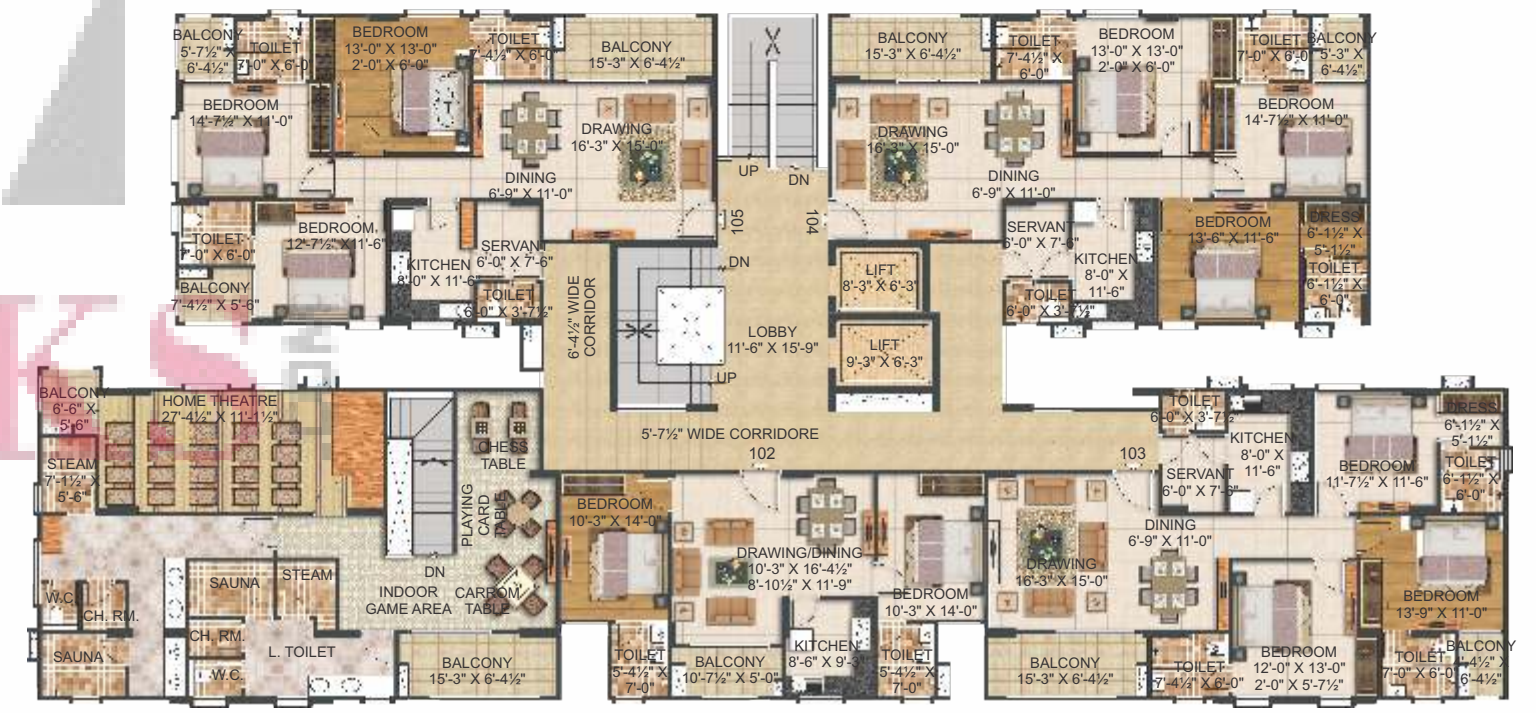 BALCONY
5'-7½" X
6'-4½"
TOILET
7'-0" X 6'-0"
BEDROOM
13'-0" X 13'-0"
2'-0" X 6'-0"
TOILET
7'-4½" X 6'-0"
BALCONY
15'-3" X 6'-4½"
BALCONY
15'-3" X 6'-4½"
TOILET
7'-4½" X
6'-0"
BEDROOM
13'-0" X 13'-0"
2'-0" X 6'-0"
TOILET
7'-0" X 6'-0"
BALCONY
5'-3" X
6'-4½"
BEDROOM
14'-7½" X 11'-0"
DRAWING
16'-3" X 15'-0"
DINING
6'-9" X 11'-0"
UP
DN
DRAWING
16'-3" X 15'-0"
DINING
6'-9" X 11'-0"
BEDROOM
14'-7½" X 11'-0"
TOILET
7'-0" X 6'-0"
BEDROOM
12'-7½" X11'-6"
BALCONY
7'-4½" X 5'-6"
KITCHEN
8'-0" X 11'-6"
SERVANT
6'-0" X 7'-6"
TOILET
6'-0" X 3'-7½"
105
104
DN
UP
6'-4½" WIDE
CORRIDOR
LOBBY
11'-6" X 15'-9"
LIFT
8'-3" X 6'-3"
LIFT
9'-3" X 6'-3"
SERVANT
6'-0" X 7'-6"
TOILET
6'-0" X 3'-7½"
KITCHEN
8'-0" X
11'-6"
BEDROOM
13'-6" X 11'-6"
DRESS
6'-1½" X
5'-1½"
TOILET
6'-1½" X
6'-0"
KS
BALCONY
6'-6" X
5'-6"
HOME THEATRE
27'-4½" X 11'-1½"
STEAM
7'-1½" X
5'-6"
CHESS
TABLE
PLAYING
CARD
TABLE
5'-7½" WIDE CORRIDORE
102
103
TOILET
6'-0" X 3'-7½"
KITCHEN
8'-0" X
11'-6"
SERVANT
6'-0" X 7'-6"
BEDROOM
11'-7½" X 11'-6"
DRESS
6'-1½" X
5'-1½"
TOILET
6'-1½" X
6'-0"
W.C.
CH. RM.
SAUNA
SAUNA
STEAM
CH. RM.
W.C.
L. TOILET
DN
INDOOR
GAME AREA
CARROM
TABLE
BALCONY
15'-3" X 6'-4½"
BEDROOM
10'-3" X 14'-0"
DRAWING/DINING
10'-3" X 16'-4½"
8'-10½" X 11'-9"
BEDROOM
10'-3" X 14'-0"
TOILET
5'-4½" X
7'-0"
BALCONY
10'-7½" X 5'-0"
KITCHEN
8'-6" X 9'-3"
TOILET
5'-4½" X
7'-0"
DRAWING
16'-3" X 15'-0"
DINING
6'-9" X 11'-0"
BALCONY
15'-3" X 6'-4½"
TOILET
7'-4½" X 6'-0"
BEDROOM
12'-0" X 13'-0"
2'-0" X 5'-7½"
BEDROOM
13'-9" X 11'-0"
TOILET
7'-0" X 6'-0"
BALCONY
6'-4½"